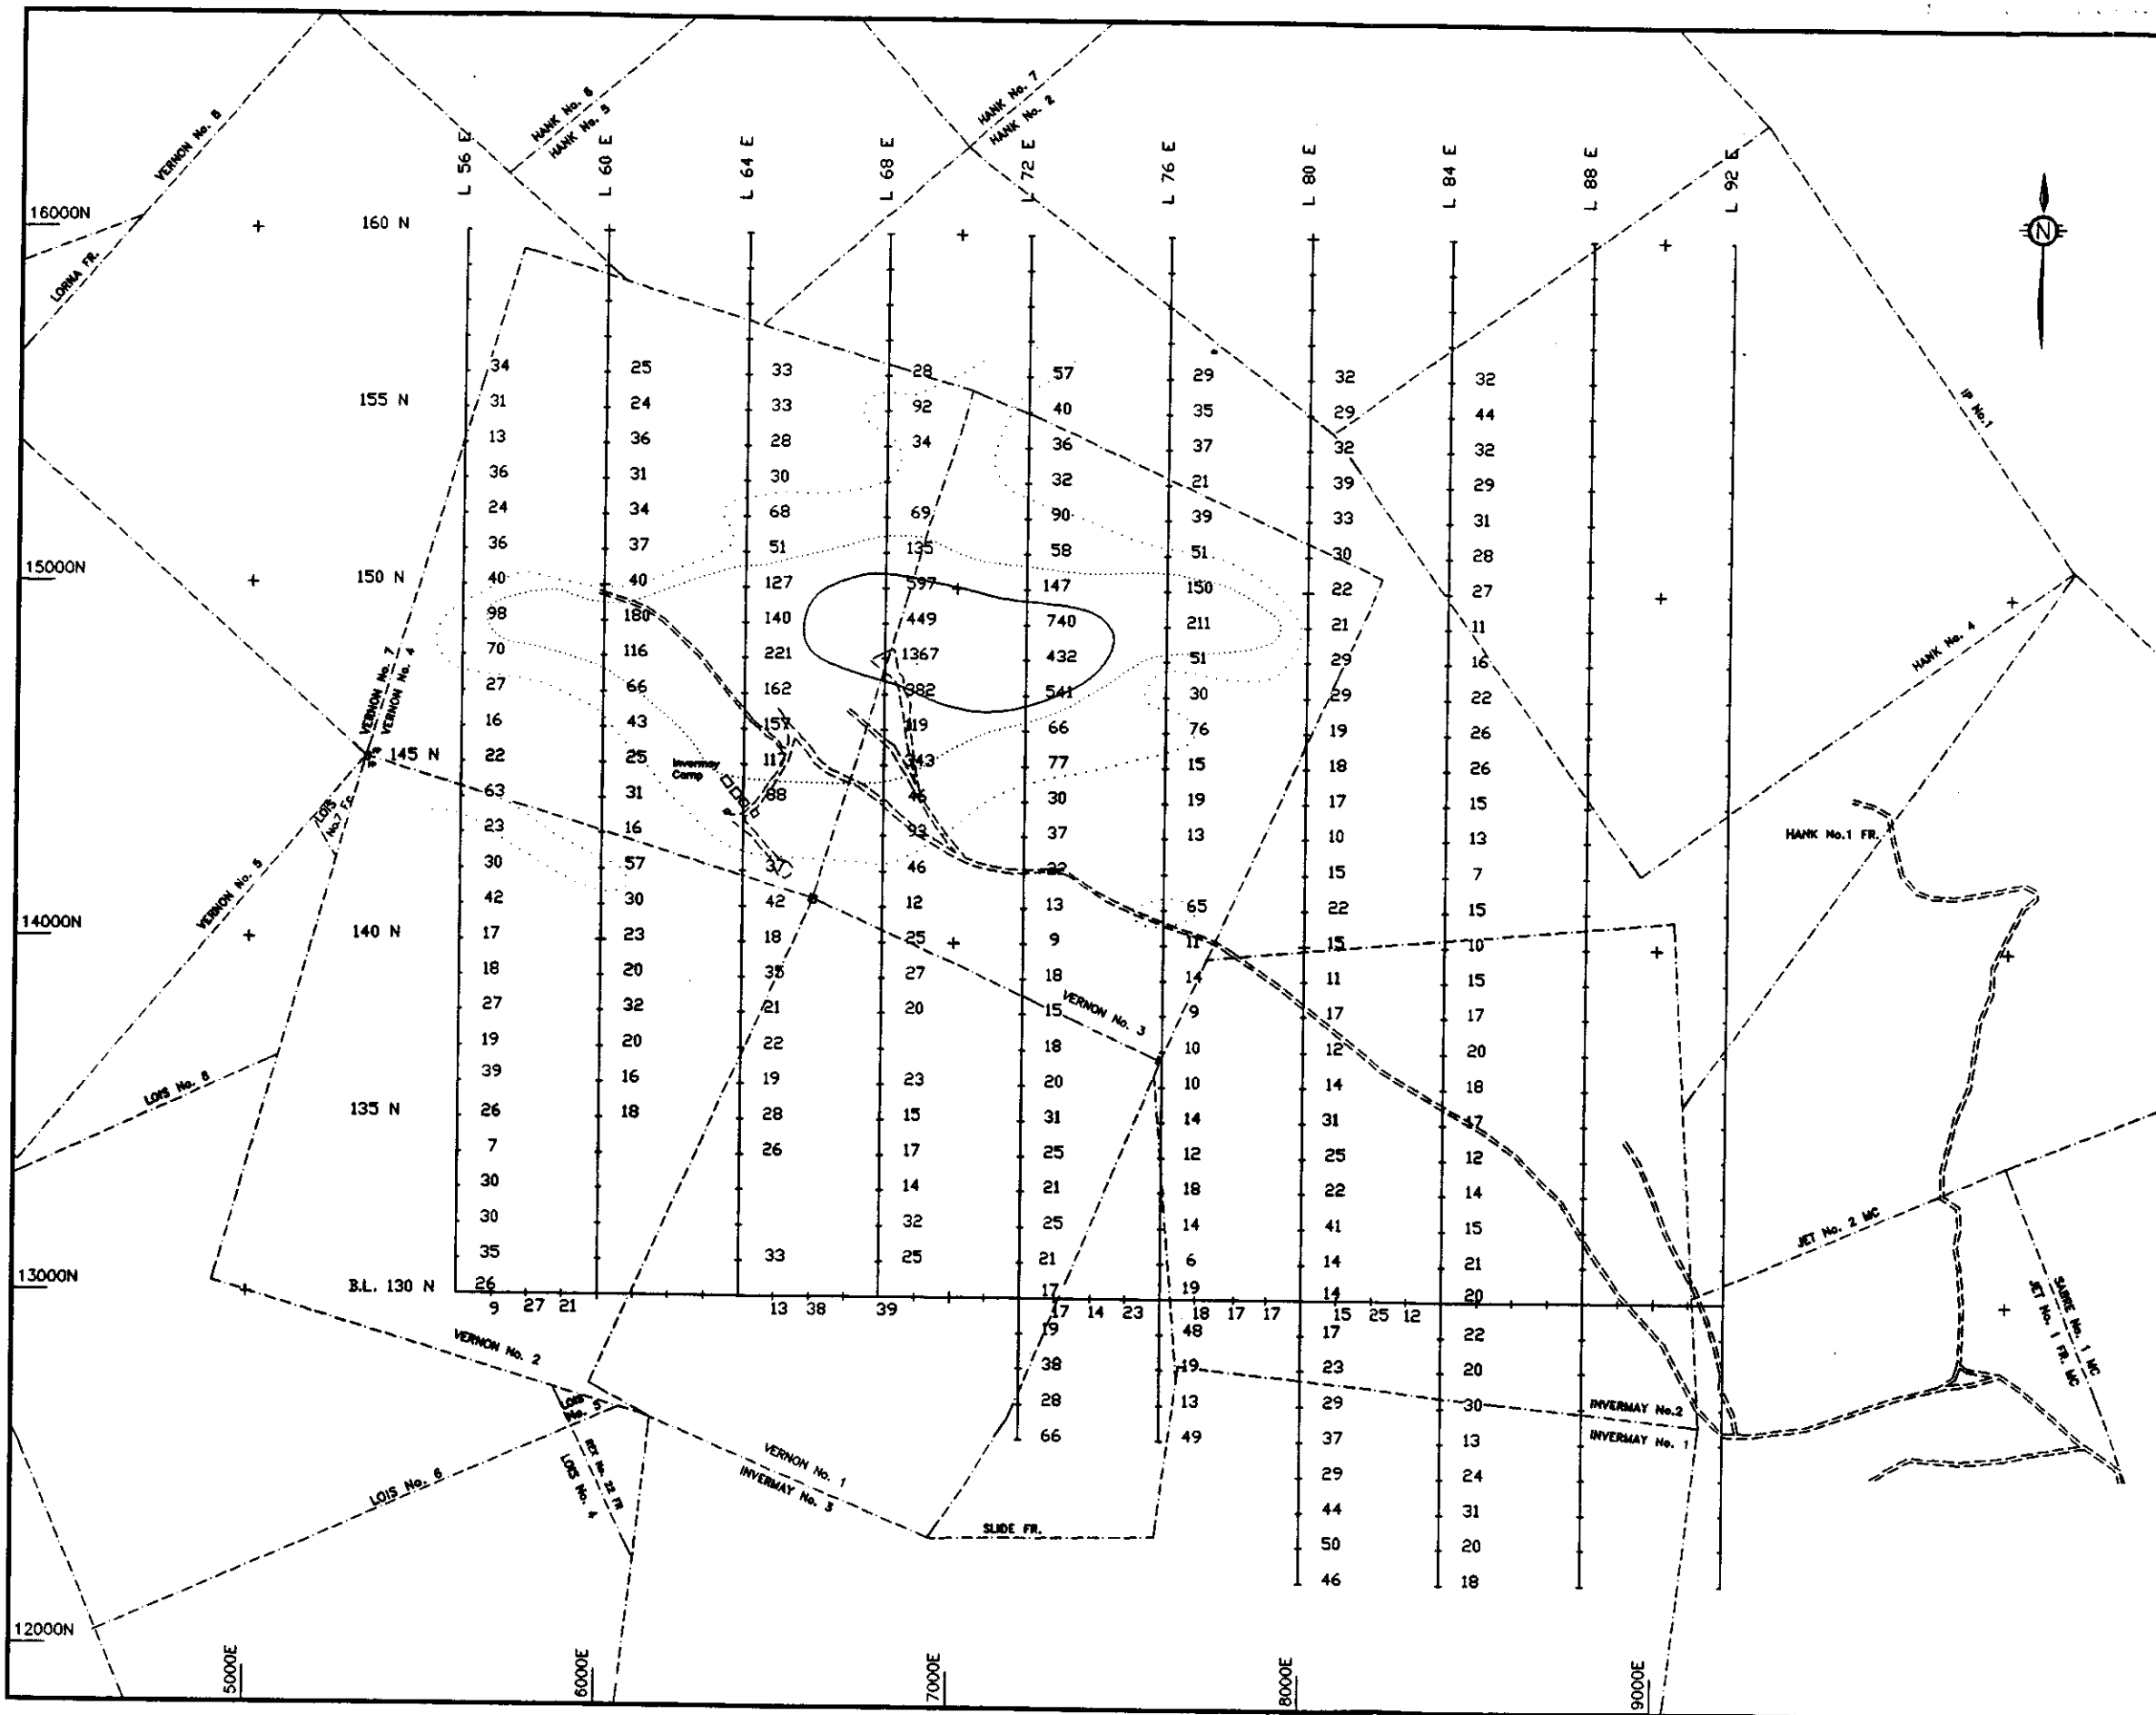 HANK No. 6
HANK No. 5
HANK No. 7
HANK No. 2
VERNON No. 6
LORNA FR.
L 56 E
L 60 E
L 64 E
L 68 E
L 72 E
L 76 E
L 80 E
L 84 E
L 88 E
L 92 E
N
16000N
160 N
34 25 33 28 57 29 32 32
155 N
31 24 33 92 40 35 29 44
13 36 28 34 36 37 32 32
IP No.1
36 31 30 32 21 39 29
24 34 68 69 90 39 33 31
36 37 51 135 58 51 30 28
15000N
150 N
40 40 127 597 147 150 22 27
98 180 140 449 740 211 21 11
70 116 221 1367 432 51 29 16
HANK No. 4
27 66 162 382 541 30 29 22
VERNON No. 7
VERNON No. 4
16 43 157 119 66 76 19 26
145 N
22 25 117 143 77 15 18 26
Invermay
Camp
63 31 88 30 19 17 15
LOIS
No.7 Fr.
23 16 93 37 13 10 13
HANK No.1 FR.
30 57 37 46 22 15 7
VERNON No. 5
42 30 42 12 13 65 22 15
14000N
140 N
17 23 18 25 9 11 15 10
18 20 35 27 18 14 11 15
27 32 21 20 15 9 17 17
VERNON No. 3
19 20 22 18 10 12 20
39 16 19 23 20 10 14 18
LOIS No. 8
135 N
26 18 28 15 31 14 31 17
7 26 17 25 12 25 12
30 14 21 18 22 14
30 32 25 14 41 15
JET No. 2 MC
35 33 25 21 6 14 21
13000N
B.L. 130 N
26 17 19 14 20
9 27 21 13 38 39 17 14 23 18 17 17 15 25 12
SABRE No. 1 MC
JET No. 1 FR. MC
19 48 17 22
VERNON No. 2
38 19 23 20
28 13 29 30
INVERMAY No.2
INVERMAY No. 1
LOIS
No. 5
66 49 37 13
REX No. 22 FR
LOIS No. 4
VERNON No. 1
INVERMAY No. 3
29 24
LOIS No. 6
44 31
SLIDE FR.
50 20
46 18
12000N
5000E
6000E
7000E
8000E
9000E